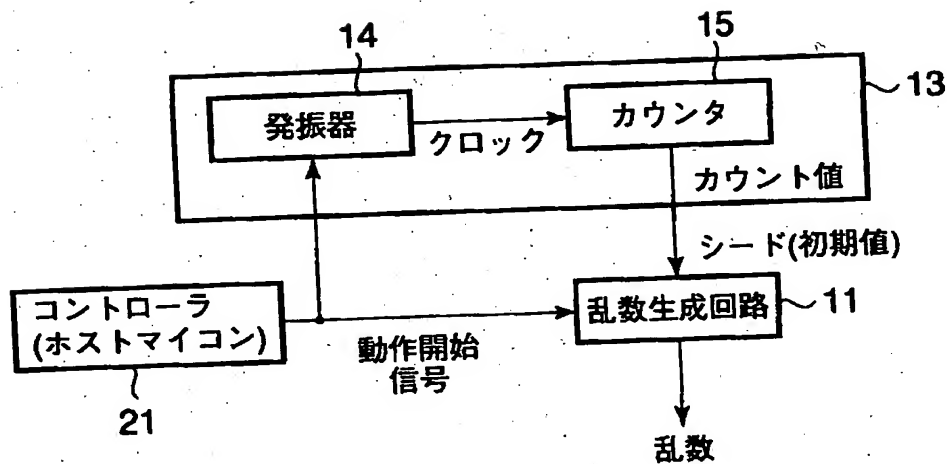 14
15
13
発振器
クロック
カウンタ
カウント値
シード(初期値)
コントローラ
(ホストマイコン)
乱数生成回路
11
動作開始
信号
21
乱数